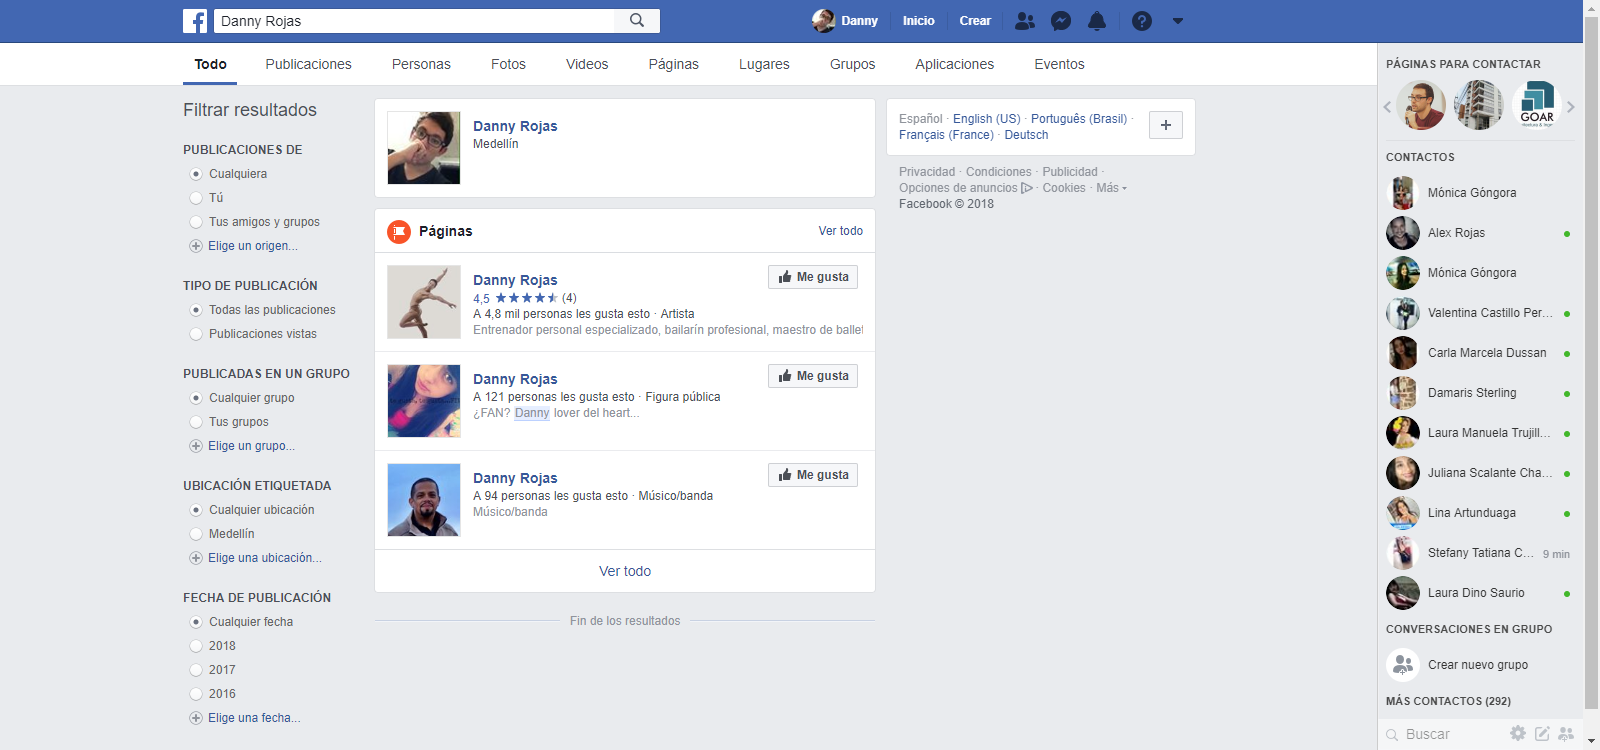 Danny Rojas
Danny
Inicio
Crear
Todo
Publicaciones
Personas
Fotos
Videos
Páginas
Lugares
Grupos
Aplicaciones
Eventos
Filtrar resultados
PUBLICACIONES DE
Cualquiera
Tú
Tus amigos y grupos
Elige un origen...
TIPO DE PUBLICACIÓN
Todas las publicaciones
Publicaciones vistas
PUBLICADAS EN UN GRUPO
Cualquier grupo
Tus grupos
Elige un grupo...
UBICACIÓN ETIQUETADA
Cualquier ubicación
Medellín
Elige una ubicación...
FECHA DE PUBLICACIÓN
Cualquier fecha
2018
2017
2016
Elige una fecha...
Danny Rojas
Medellín
Páginas
Ver todo
Danny Rojas
Me gusta
4,5 (4)
A 4,8 mil personas les gusta esto · Artista
Entrenador personal especializado, bailarín profesional, maestro de ballet
Danny Rojas
Me gusta
A 121 personas les gusta esto · Figura pública
¿FAN? Danny lover del heart...
Danny Rojas
Me gusta
A 94 personas les gusta esto · Músico/banda
Músico/banda
Ver todo
Fin de los resultados
Español · English (US) · Português (Brasil) ·
Français (France) · Deutsch
Privacidad · Condiciones · Publicidad ·
Opciones de anuncios · Cookies · Más
Facebook © 2018
PÁGINAS PARA CONTACTAR
GOAR
CONTACTOS
Mónica Góngora
Alex Rojas
Mónica Góngora
Valentina Castillo Per...
Carla Marcela Dussan
Damaris Sterling
Laura Manuela Trujill...
Juliana Scalante Cha...
Lina Artunduaga
Stefany Tatiana C... 9 min
Laura Dino Saurio
CONVERSACIONES EN GRUPO
Crear nuevo grupo
MÁS CONTACTOS (292)
Buscar